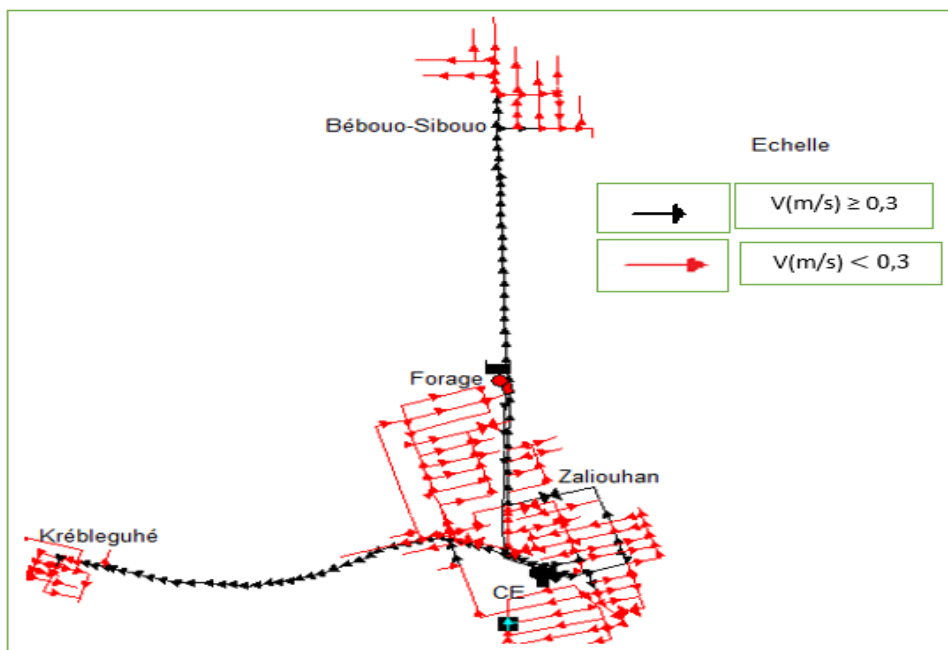 Bébouo-Sibouo
Echelle
V(m/s) ≥ 0,3
V(m/s) < 0,3
Forage
Zaliouhan
Krébleguhé
CE